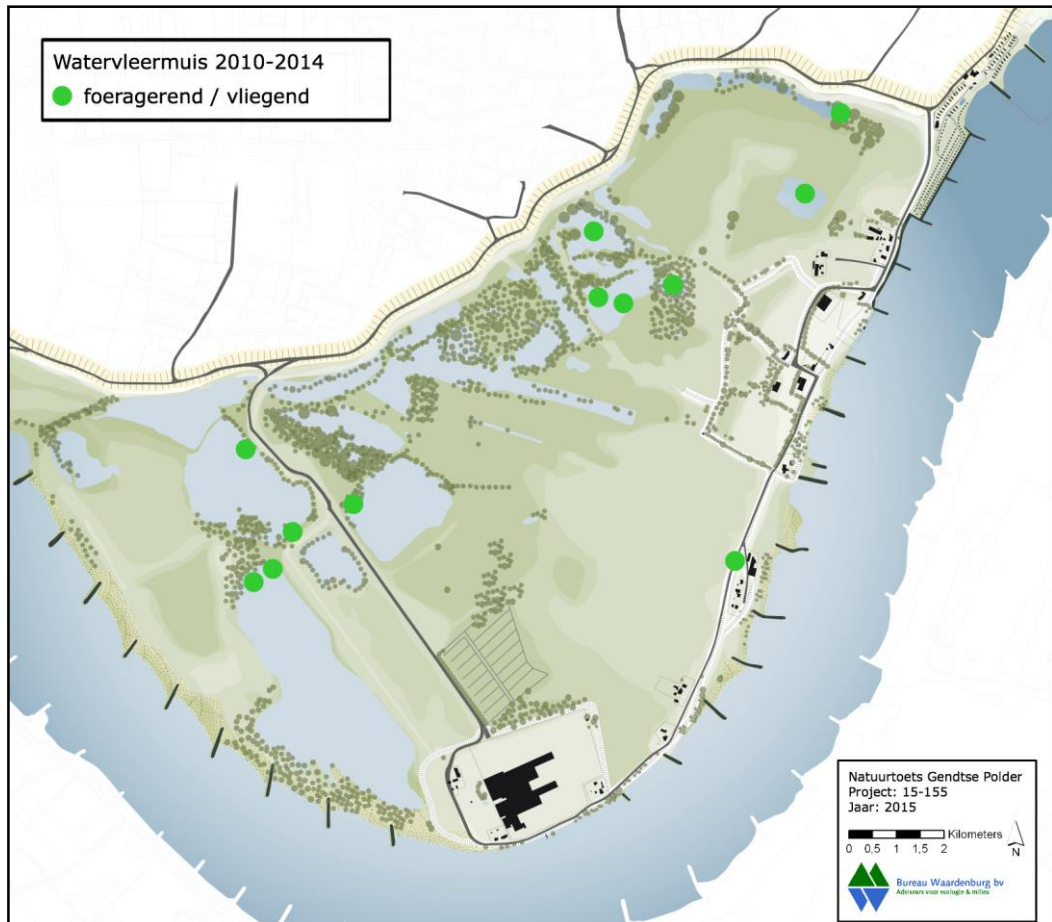 Watervleermuis 2010-2014
foeragerend / vliegend
Natuurtoets Gendtse Polder
Project: 15-155
Jaar: 2015
Kilometers
0 0,5 1 1,5 2
N
Bureau Waardenburg bv
Adviseurs voor ecologie & milieu